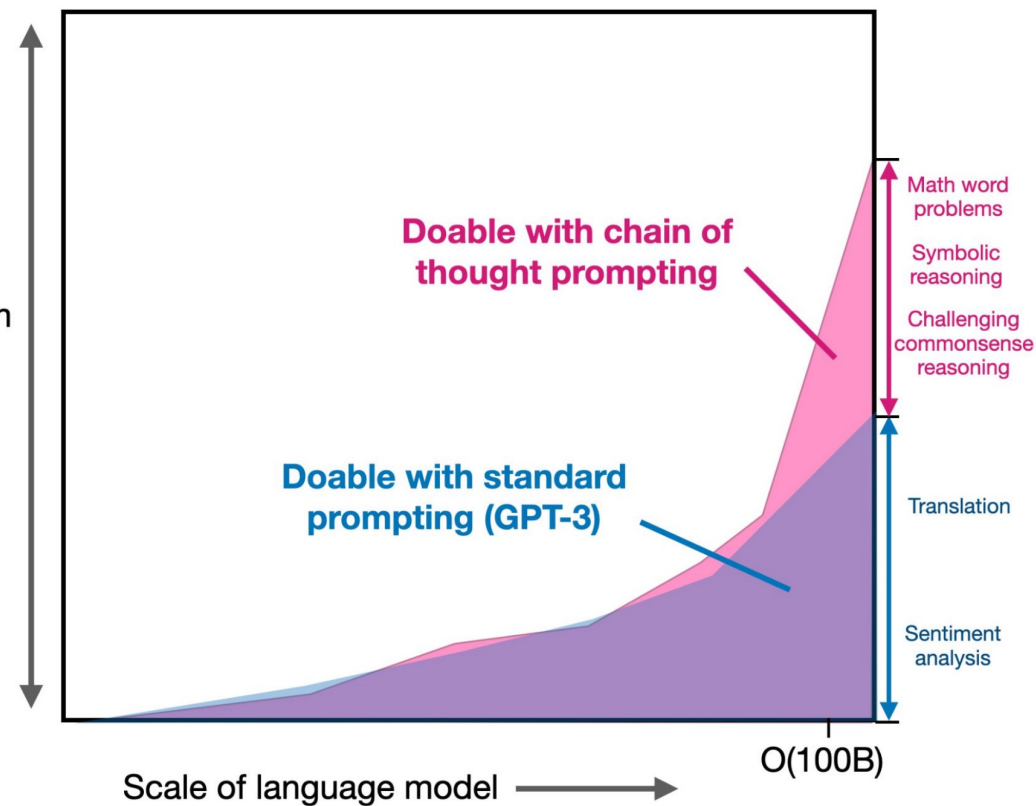 Doable with chain of
thought prompting
Math word
problems
Symbolic
reasoning
Challenging
commonsense
reasoning
Doable with standard
prompting (GPT-3)
Translation
Sentiment
analysis
O(100B)
Scale of language model